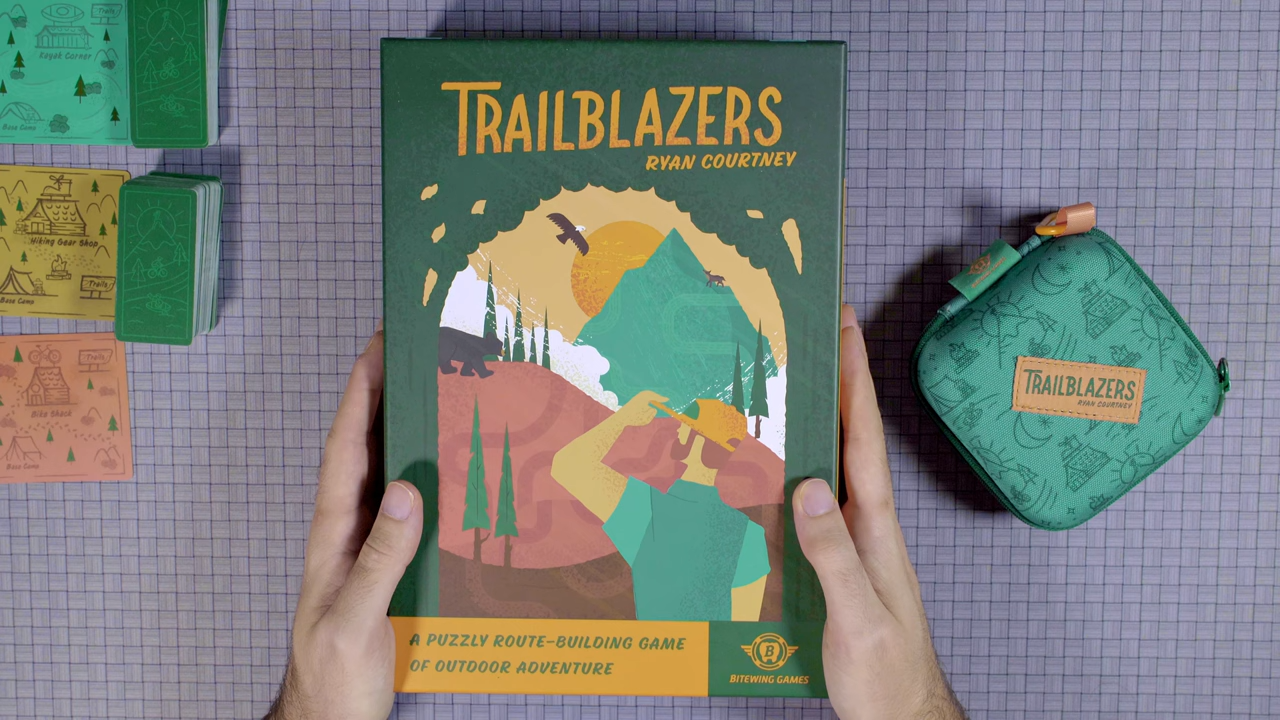 Trails
Kayak Corner
Base Camp
Hiking Gear Shop
Base Camp
Trails
Trails
Bike Shack
Base Camp
TRAILBLAZERS
RYAN COURTNEY
A PUZZLY ROUTE-BUILDING GAME
OF OUTDOOR ADVENTURE
B
BITEWING GAMES
TRAILBLAZERS
RYAN COURTNEY